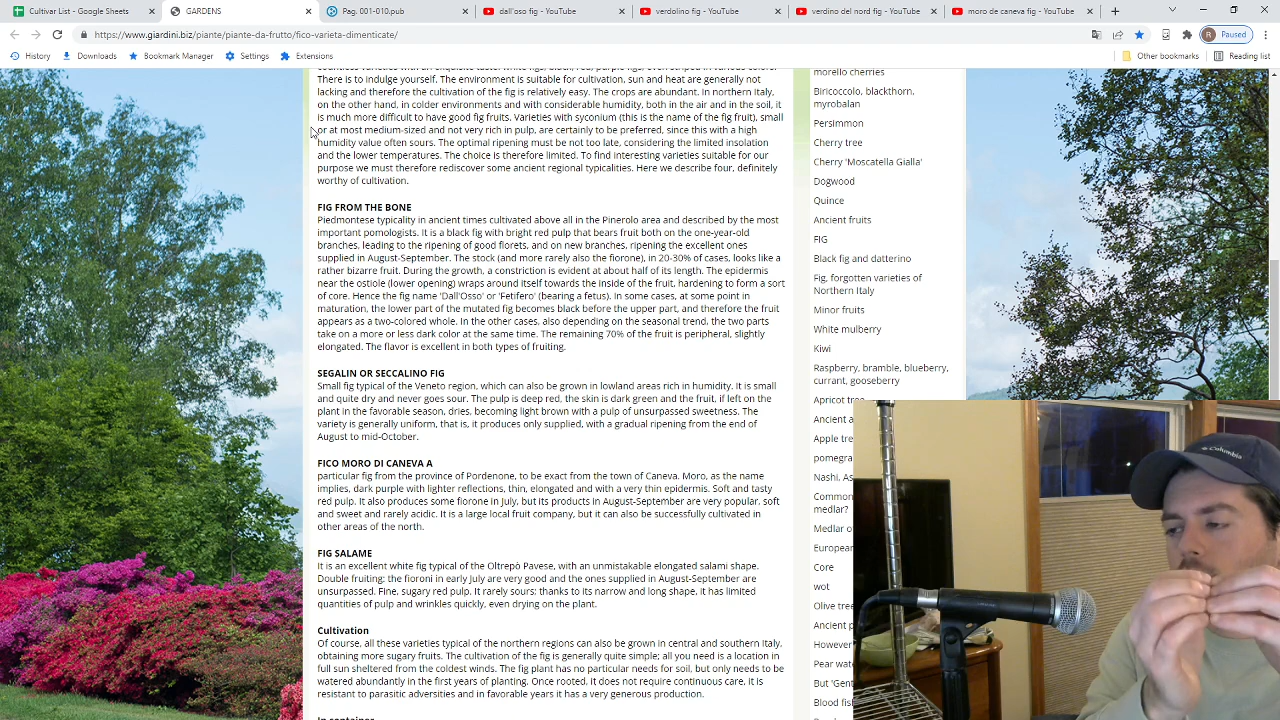 Cultivar List - Google Sheets
GARDENS
Pag. 001-010.pub
dall'oso fig - YouTube
verdolino fig - YouTube
verdino del nord fig - YouTube
moro de caneva fig - YouTube
https://www.giardini.biz/piante/piante-da-frutto/fico-varieta-dimenticate/
R Paused
History
Downloads
Bookmark Manager
Settings
Extensions
Other bookmarks
Reading list
There is to indulge yourself. The environment is suitable for cultivation, sun and heat are generally not
lacking and therefore the cultivation of the fig is relatively easy. The crops are abundant. In northern Italy,
on the other hand, in colder environments and with considerable humidity, both in the air and in the soil, it
is much more difficult to have good fig fruits. Varieties with syconium (this is the name of the fig fruit), small
or at most medium-sized and not very rich in pulp, are certainly to be preferred, since this with a high
humidity value often sours. The optimal ripening must be not too late, considering the limited insolation
and the lower temperatures. The choice is therefore limited. To find interesting varieties suitable for our
purpose we must therefore rediscover some ancient regional typicalities. Here we describe four, definitely
worthy of cultivation.
FIG FROM THE BONE
Piedmontese typicality in ancient times cultivated above all in the Pinerolo area and described by the most
important pomologists. It is a black fig with bright red pulp that bears fruit both on the one-year-old
branches, leading to the ripening of good florets, and on new branches, ripening the excellent ones
supplied in August-September. The stock (and more rarely also the fiorone), in 20-30% of cases, looks like a
rather bizarre fruit. During the growth, a constriction is evident at about half of its length. The epidermis
near the ostiole (lower opening) wraps around itself towards the inside of the fruit, hardening to form a sort
of core. Hence the fig name 'Dall'Osso' or 'Fetifero' (bearing a fetus). In some cases, at some point in
maturation, the lower part of the mutated fig becomes black before the upper part, and therefore the fruit
appears as a two-colored whole. In the other cases, also depending on the seasonal trend, the two parts
take on a more or less dark color at the same time. The remaining 70% of the fruit is peripheral, slightly
elongated. The flavor is excellent in both types of fruiting.
SEGALIN OR SECCALINO FIG
Small fig typical of the Veneto region, which can also be grown in lowland areas rich in humidity. It is small
and quite dry and never goes sour. The pulp is deep red, the skin is dark green and the fruit, if left on the
plant in the favorable season, dries, becoming light brown with a pulp of unsurpassed sweetness. The
variety is generally uniform, that is, it produces only supplied, with a gradual ripening from the end of
August to mid-October.
FICO MORO DI CANEVA A
particular fig from the province of Pordenone, to be exact from the town of Caneva. Moro, as the name
implies, dark purple with lighter reflections, thin, elongated and with a very thin epidermis. Soft and tasty
red pulp. It also produces some fiorone in July, but its products in August-September are very popular, soft
and sweet and rarely acidic. It is a large local fruit company, but it can also be successfully cultivated in
other areas of the north.
FIG SALAME
It is an excellent white fig typical of the Oltrepò Pavese, with an unmistakable elongated salami shape.
Double fruiting: the fioroni in early July are very good and the ones supplied in August-September are
unsurpassed. Fine, sugary red pulp. It rarely sours: thanks to its narrow and long shape, it has limited
quantities of pulp and wrinkles quickly, even drying on the plant.
Cultivation
Of course, all these varieties typical of the northern regions can also be grown in central and southern Italy,
obtaining more sugary fruits. The cultivation of the fig is generally quite simple: all you need is a location in
full sun sheltered from the coldest winds. The fig plant has no particular needs for soil, but only needs to be
watered abundantly in the first years of planting. Once rooted, it does not require continuous care, it is
resistant to parasitic adversities and in favorable years it has a very generous production.
In container
morello cherries
Biricoccolo, blackthorn,
myrobalan
Persimmon
Cherry tree
Cherry 'Moscatella Gialla'
Dogwood
Quince
Ancient fruits
FIG
Black fig and datterino
Fig, forgotten varieties of
Northern Italy
Minor fruits
White mulberry
Kiwi
Raspberry, bramble, blueberry,
currant, gooseberry
Apricot tree
Ancient a
Apple tre
pomegra
Nashi, As
Common
medlar?
Medlar o
European
Core
wot
Olive tree
Ancient p
However
Pear wat
But 'Gent
Blood fis
Columbia